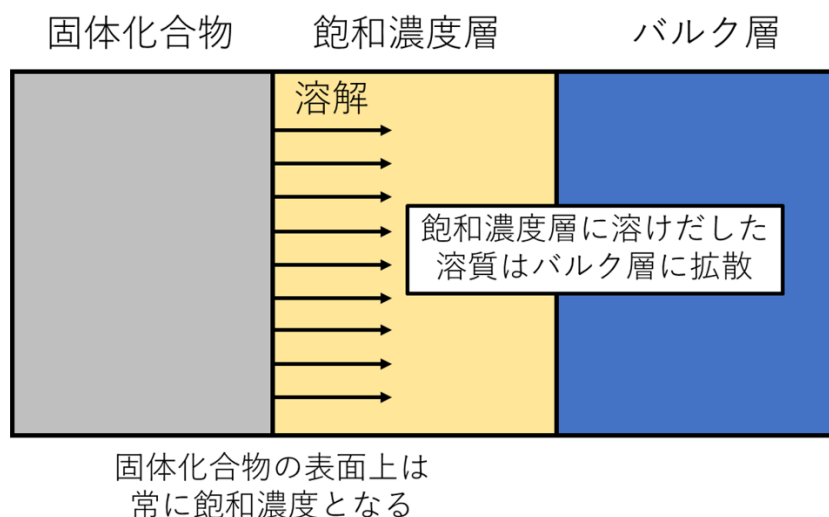 固体化合物
飽和濃度層
バルク層
溶解
飽和濃度層に溶けだした
溶質はバルク層に拡散
固体化合物の表面上は
常に飽和濃度となる